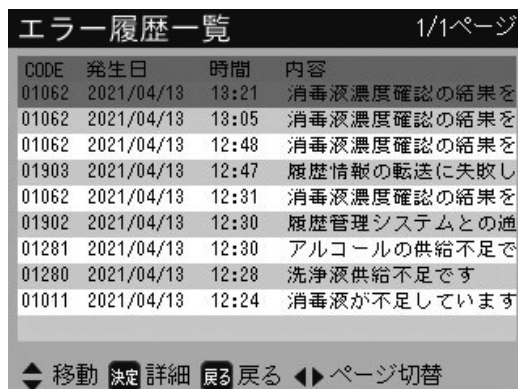 エラー履歴一覧 1/1ページ
CODE 発生日 時間 内容
01062 2021/04/13 13:21 消毒液濃度確認の結果を
01062 2021/04/13 13:05 消毒液濃度確認の結果を
01062 2021/04/13 12:48 消毒液濃度確認の結果を
01903 2021/04/13 12:47 履歴情報の転送に失敗し
01062 2021/04/13 12:31 消毒液濃度確認の結果を
01902 2021/04/13 12:30 履歴管理システムとの通
01281 2021/04/13 12:30 アルコールの供給不足で
01280 2021/04/13 12:28 洗浄液供給不足です
01011 2021/04/13 12:24 消毒液が不足しています
移動 決定 詳細 戻る 戻る ページ切替